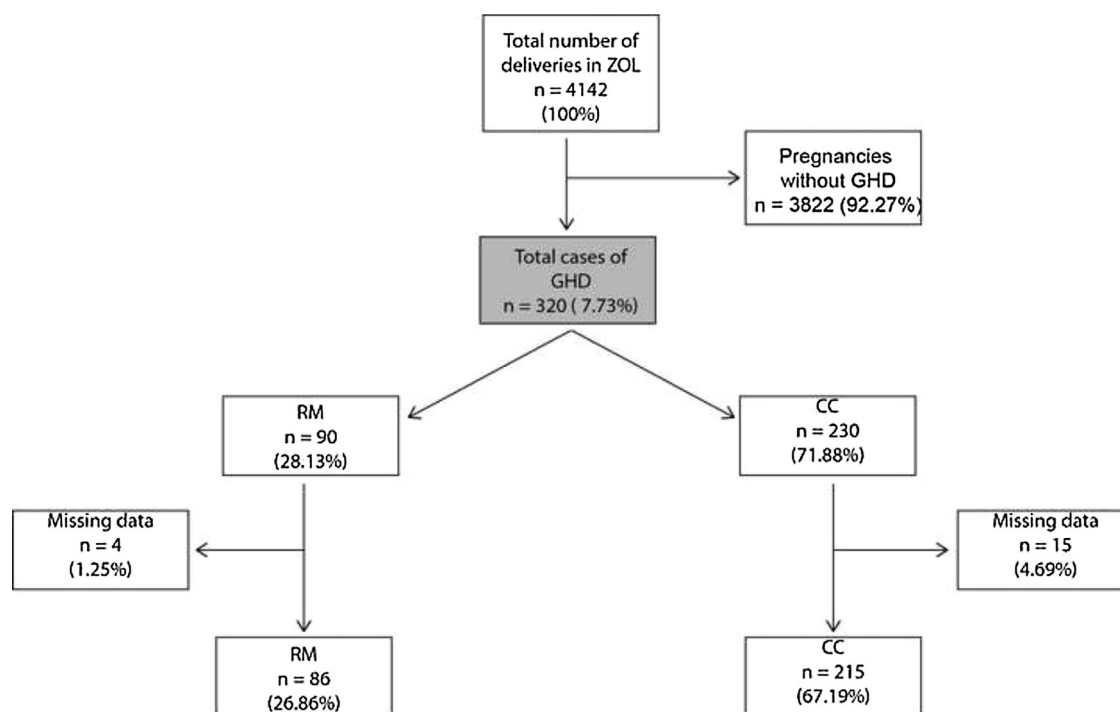 Total number of
deliveries in ZOL
n = 4142
(100%)
Pregnancies
without GHD
n = 3822 (92.27%)
Total cases of
GHD
n = 320 ( 7.73%)
RM
n = 90
(28.13%)
CC
n = 230
(71.88%)
Missing data
n = 4
(1.25%)
Missing data
n = 15
(4.69%)
RM
n = 86
(26.86%)
CC
n = 215
(67.19%)